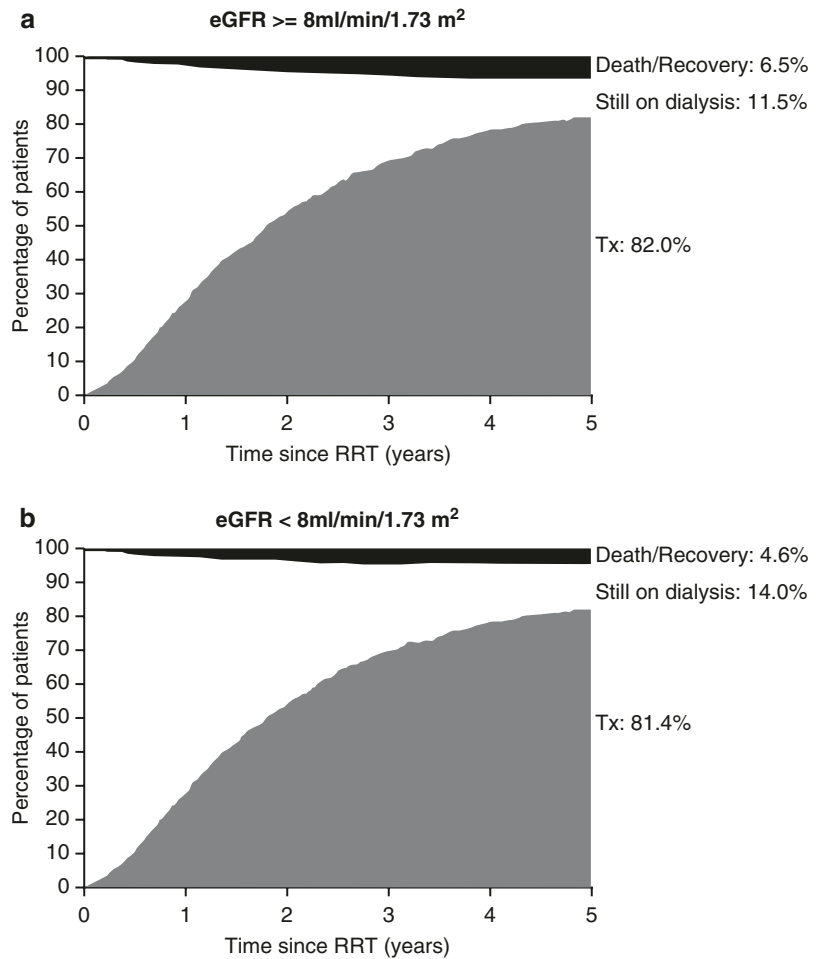 a
eGFR >= 8ml/min/1.73 m²
100
90
80
70
60
50
40
30
20
10
0
Percentage of patients
Death/Recovery: 6.5%
Still on dialysis: 11.5%
Tx: 82.0%
0 1 2 3 4 5
Time since RRT (years)
b
eGFR < 8ml/min/1.73 m²
100
90
80
70
60
50
40
30
20
10
0
Percentage of patients
Death/Recovery: 4.6%
Still on dialysis: 14.0%
Tx: 81.4%
0 1 2 3 4 5
Time since RRT (years)